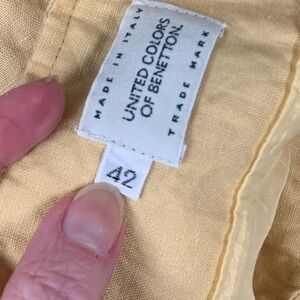 MADE IN ITALY
UNITED COLORS
OF BENETTON.
TRADE MARK
42